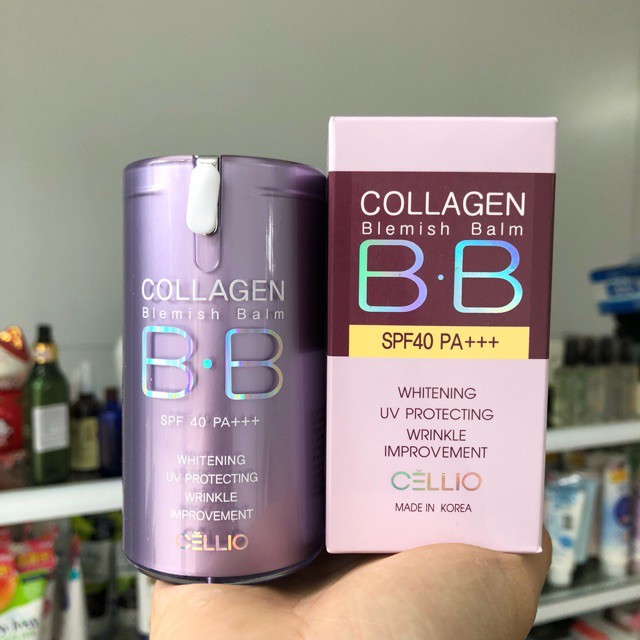 COLLAGEN
Blemish Balm
B·B
SPF 40 PA+++
WHITENING
UV PROTECTING
WRINKLE
IMPROVEMENT
CELLIO
COLLAGEN
Blemish Balm
B·B
SPF40 PA+++
WHITENING
UV PROTECTING
WRINKLE
IMPROVEMENT
CELLIO
MADE IN KOREA